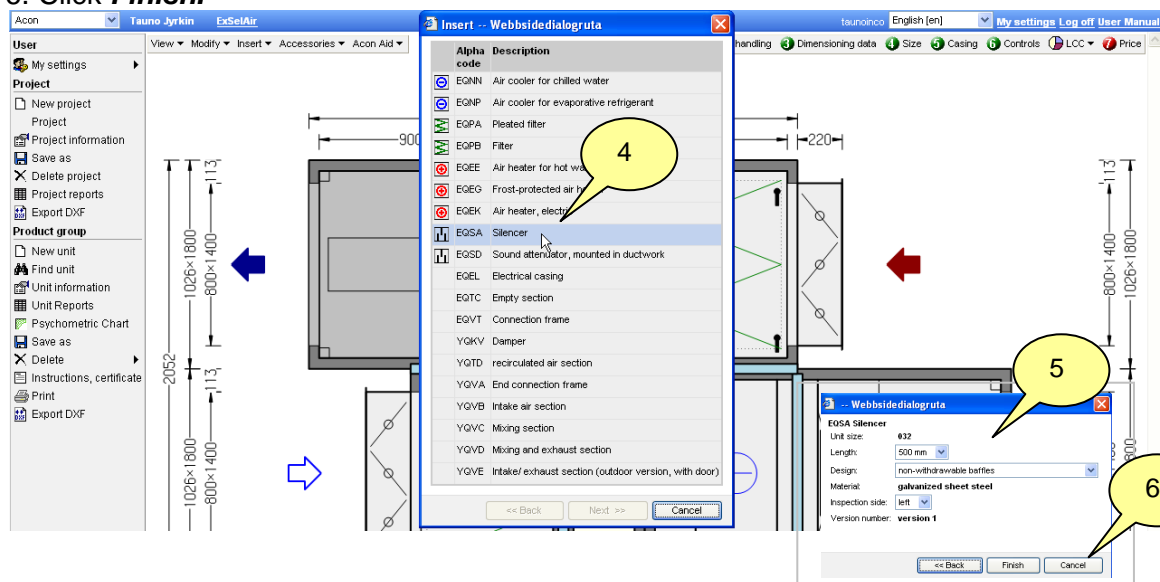 Click Finish.
Acon Tauno Jyrkin ExSelAir taunoinco English [en] My settings Log off User Manual
User
My settings
Project
New project
Project
Project information
Save as
Delete project
Project reports
Export DXF
Product group
New unit
Find unit
Unit information
Unit Reports
Psychometric Chart
Save as
Delete
Instructions, certificate
Print
Export DXF
View Modify Insert Accessories Acon Aid
handling 3 Dimensioning data 4 Size 5 Casing 6 Controls LCC 7 Price
Insert -- Webbsidedialogruta
Alpha code Description
EQNN Air cooler for chilled water
EQNP Air cooler for evaporative refrigerant
EQPA Pleated filter
EQPB Filter
EQEE Air heater for hot wa
EQEG Frost-protected air h
EQEK Air heater, electri
EQSA Silencer
EQSD Sound attenuator, mounted in ductwork
EQEL Electrical casing
EQTC Empty section
EQVT Connection frame
YQKV Damper
YQTD recirculated air section
YQVA End connection frame
YQVB Intake air section
YQVC Mixing section
YQVD Mixing and exhaust section
YQVE Intake/ exhaust section (outdoor version, with door)
<< Back Next >> Cancel
4
900
220
113
1026×1800
800×1400
2052
113
1026×1800
800×1400
113
800×1400
1026×1800
5
-- Webbsidedialogruta
EQSA Silencer
Unit size: 032
Length: 500 mm
Design: non-withdrawable baffles
Material: galvanized sheet steel
Inspection side: left
Version number: version 1
<< Back Finish Cancel
6